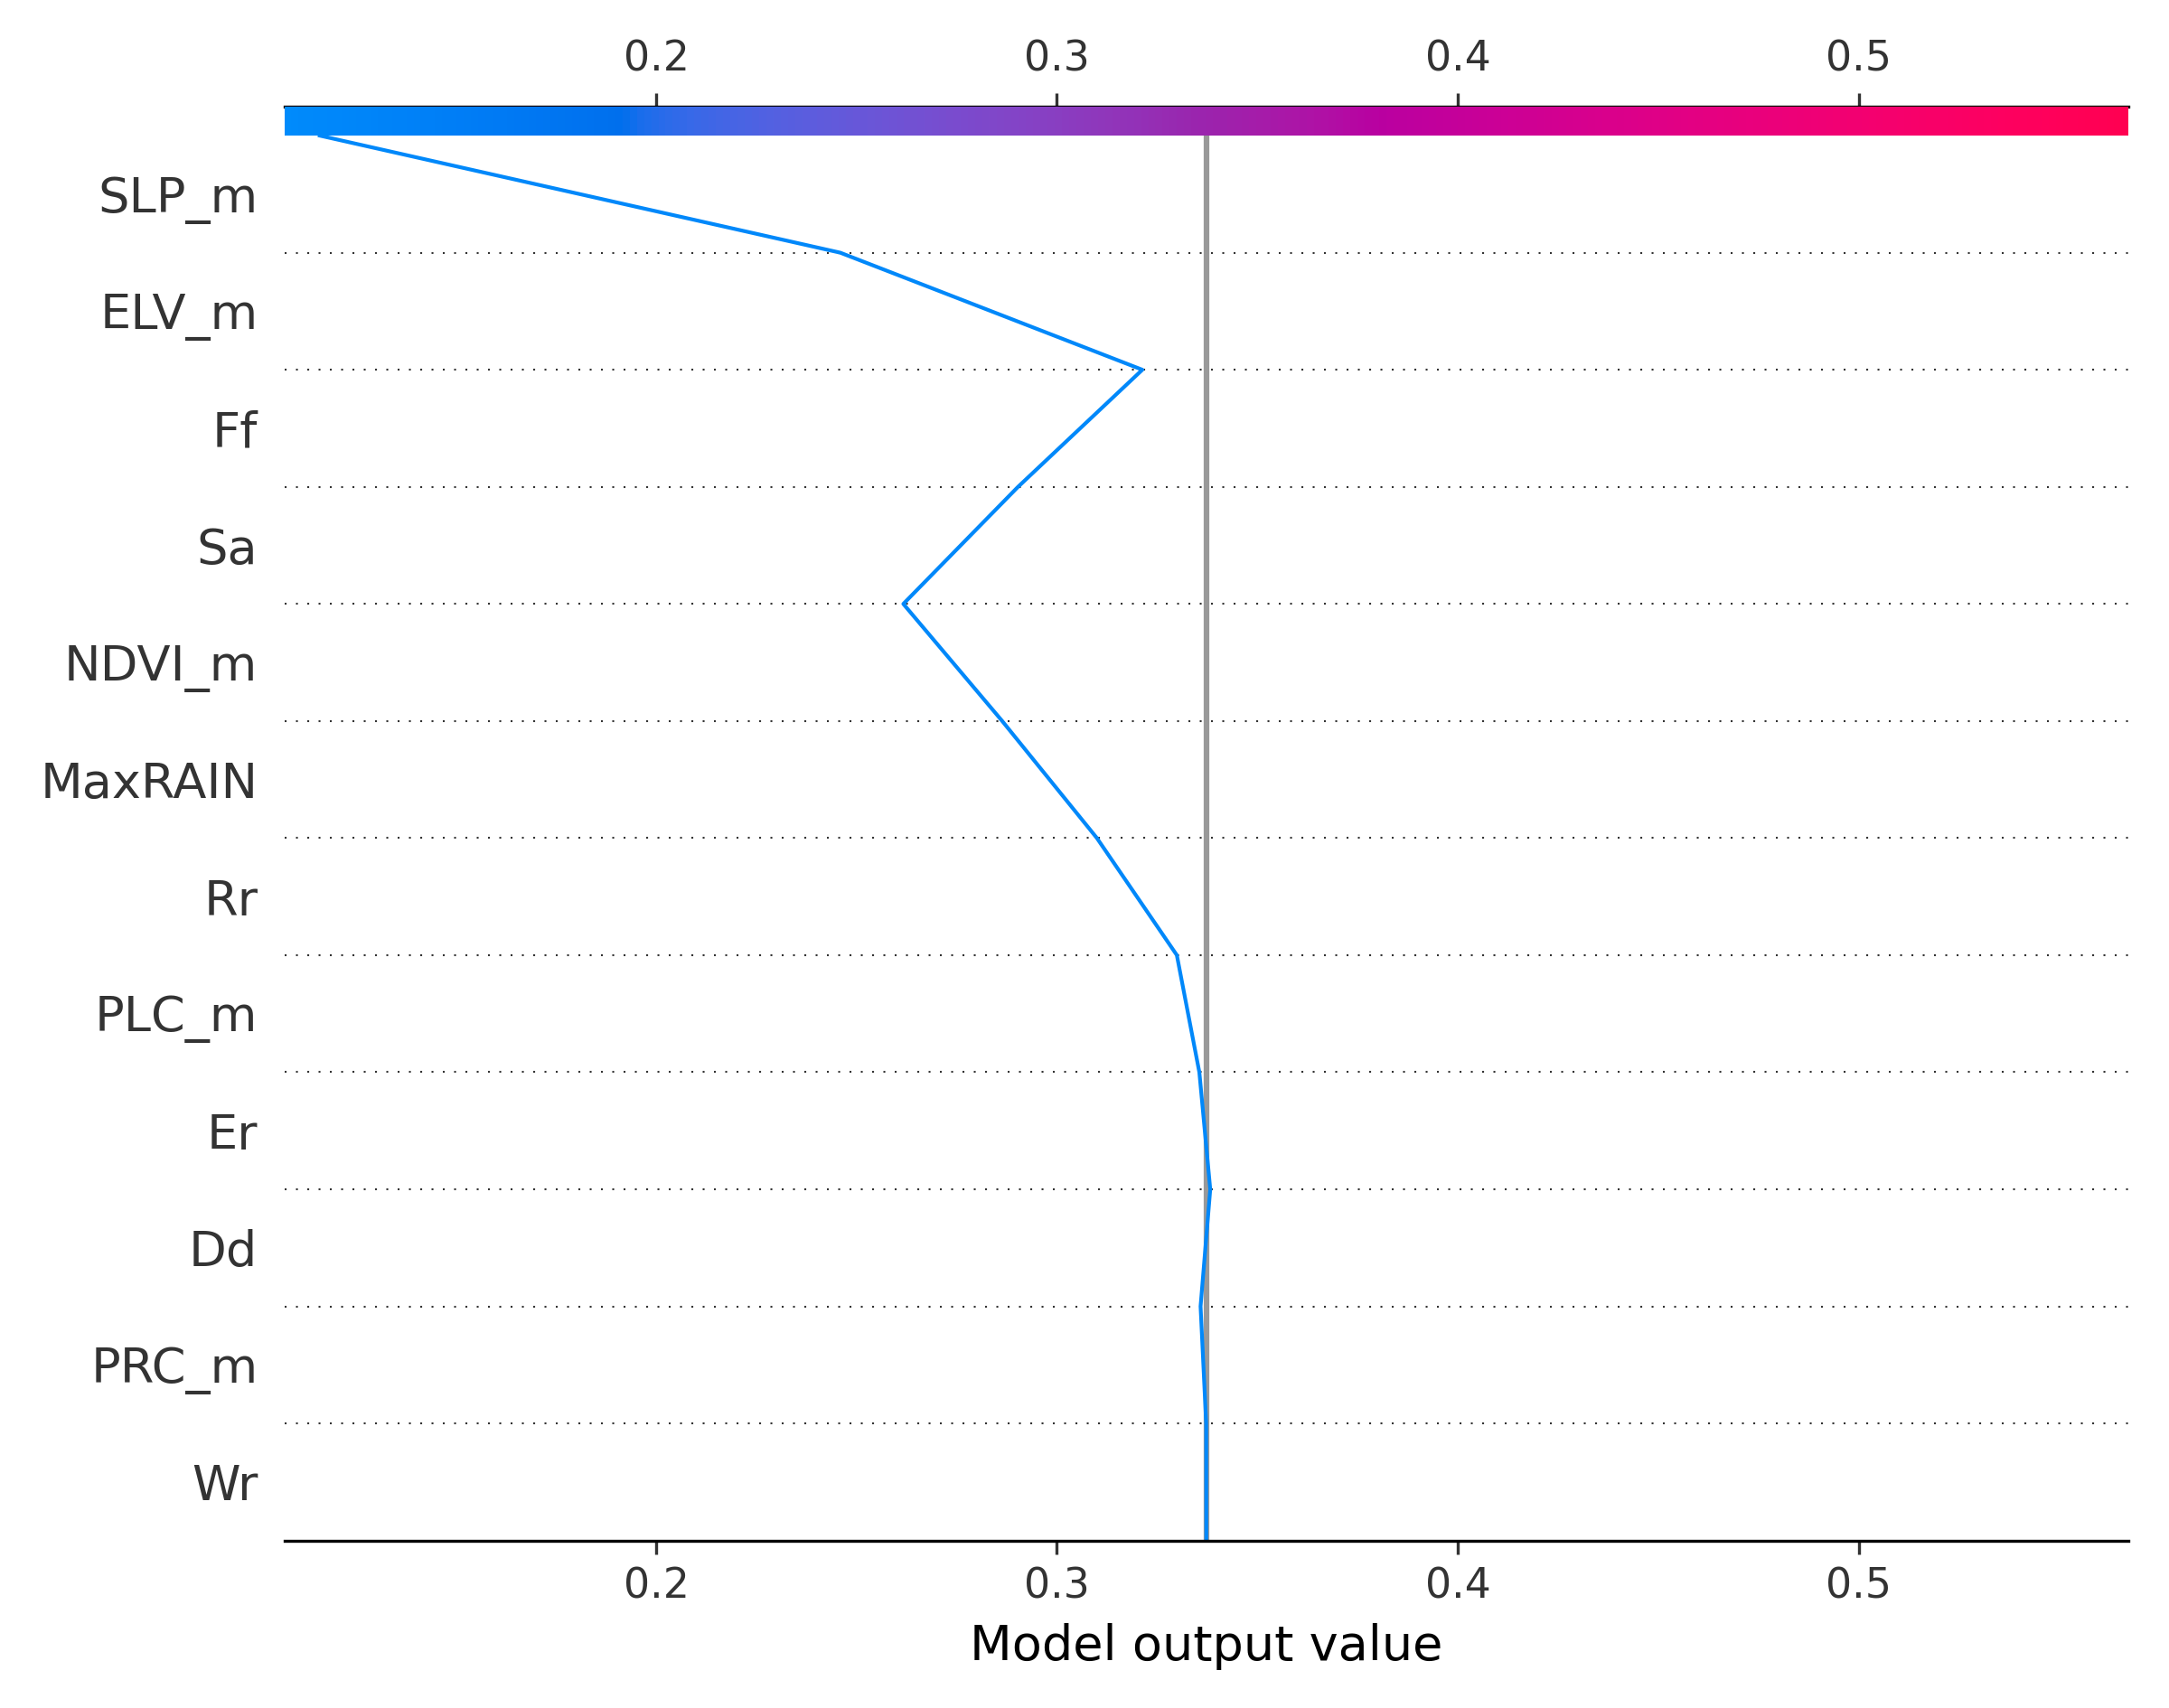 0.2 0.3 0.4 0.5
SLP_m
ELV_m
Ff
Sa
NDVI_m
MaxRAIN
Rr
PLC_m
Er
Dd
PRC_m
Wr
0.2 0.3 0.4 0.5
Model output value